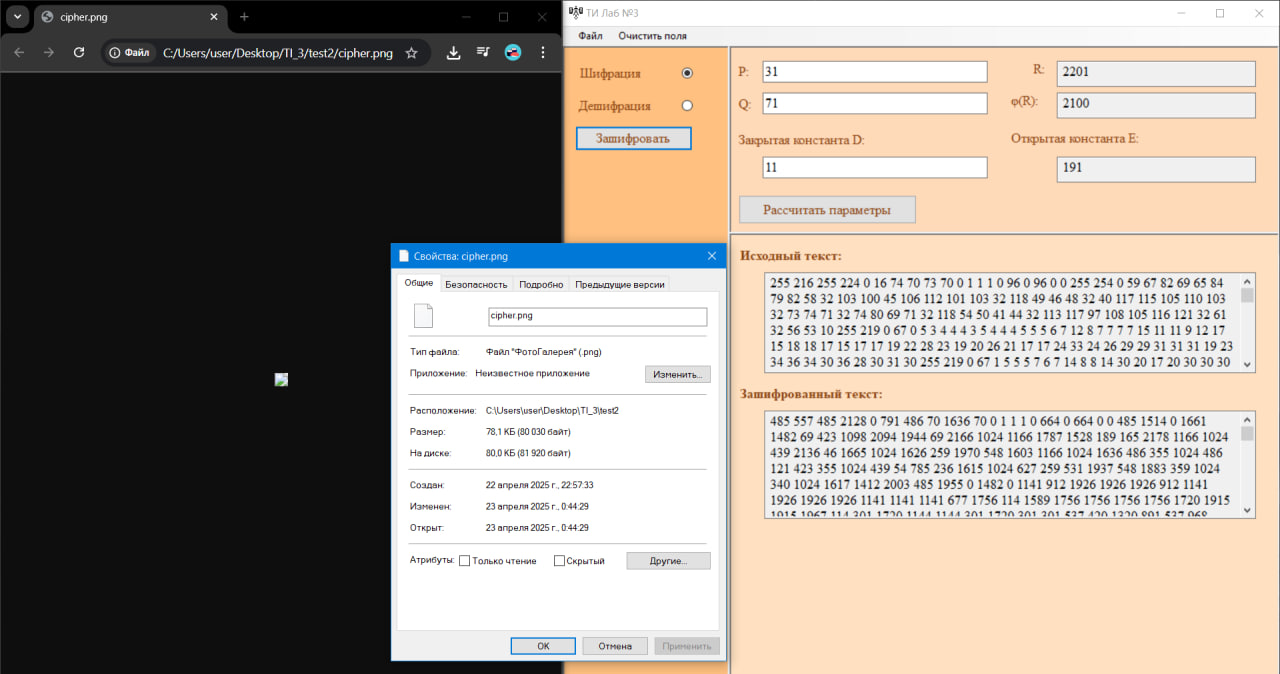 cipher.png
Файл
C:/Users/user/Desktop/TI_3/test2/cipher.png
ТИ Лаб №3
Файл
Очистить поля
Шифрация
Дешифрация
Зашифровать
P:
31
R:
2201
Q:
71
φ(R):
2100
Закрытая константа D:
Открытая константа E:
11
191
Рассчитать параметры
Исходный текст:
255 216 255 224 0 16 74 70 73 70 0 1 1 1 0 96 0 96 0 0 255 254 0 59 67 82 69 65 84
79 82 58 32 103 100 45 106 112 101 103 32 118 49 46 48 32 40 117 115 105 110 103
32 73 74 71 32 74 80 69 71 32 118 54 50 41 44 32 113 117 97 108 105 116 121 32 61
32 56 53 10 255 219 0 67 0 5 3 4 4 4 3 5 4 4 4 5 5 5 6 7 12 8 7 7 7 7 15 11 11 9 12 17
15 18 18 17 15 17 17 19 22 28 23 19 20 26 21 17 17 24 33 24 26 29 29 31 31 31 19 23
34 36 34 30 36 28 30 31 30 255 219 0 67 1 5 5 5 7 6 7 14 8 8 14 30 20 17 20 30 30 30
Зашифрованный текст:
485 557 485 2128 0 791 486 70 1636 70 0 1 1 1 0 664 0 664 0 0 485 1514 0 1661
1482 69 423 1098 2094 1944 69 2166 1024 1166 1787 1528 189 165 2178 1166 1024
439 2136 46 1665 1024 1626 259 1970 548 1603 1166 1024 1636 486 355 1024 486
121 423 355 1024 439 54 785 236 1615 1024 627 259 531 1937 548 1883 359 1024
340 1024 1617 1412 2003 485 1955 0 1482 0 1141 912 1926 1926 1926 912 1141
1926 1926 1926 1141 1141 1141 677 1756 114 1589 1756 1756 1756 1756 1720 1915
1915 1967 114 301 1720 1144 1144 301 1720 301 301 537 420 1320 891 537 968
Свойства: cipher.png
Общие
Безопасность
Подробно
Предыдущие версии
cipher.png
Тип файла:
Файл "ФотоГалерея" (.png)
Приложение:
Неизвестное приложение
Изменить...
Расположение:
C:\Users\user\Desktop\TI_3\test2
Размер:
78,1 КБ (80 030 байт)
На диске:
80,0 КБ (81 920 байт)
Создан:
22 апреля 2025 г., 22:57:33
Изменен:
23 апреля 2025 г., 0:44:29
Открыт:
23 апреля 2025 г., 0:44:29
Атрибуты:
Только чтение
Скрытый
Другие...
ОК
Отмена
Применить